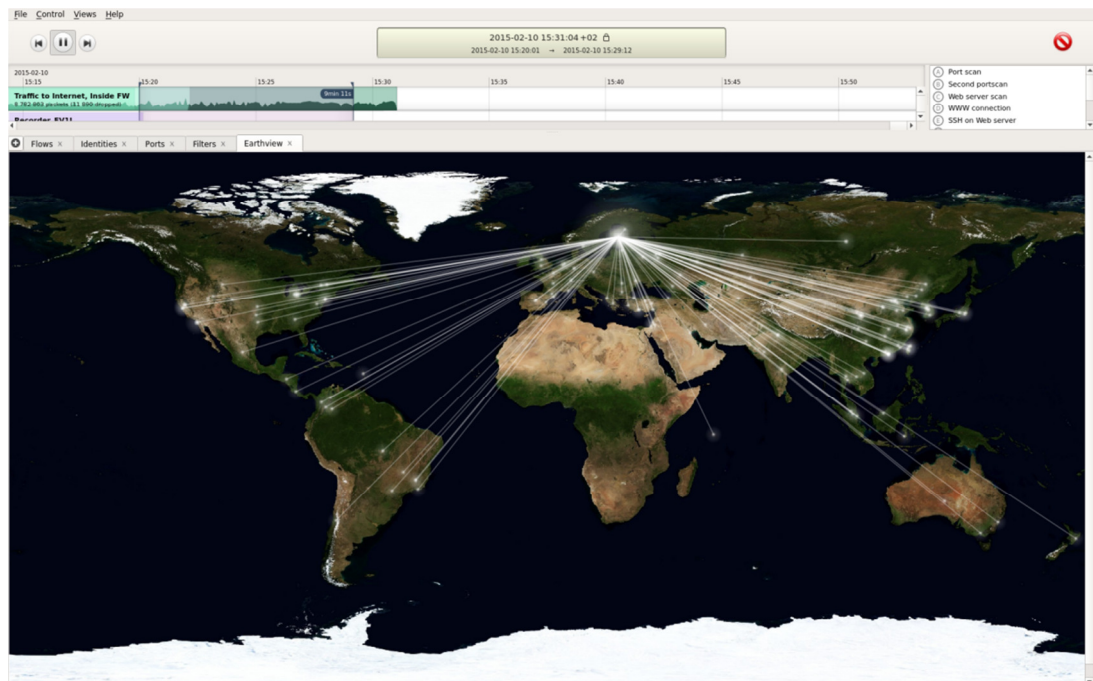 File Control Views Help
2015-02-10 15:31:04 +02
2015-02-10 15:20:01 → 2015-02-10 15:29:12
2015-02-10
15:15 15:20 15:25 15:30 15:35 15:40 15:45 15:50
Traffic to Internet, Inside FW
9min 11s
Recorder EV1L
A Port scan
B Second portscan
C Web server scan
D WWW connection
E SSH on Web server
Flows x Identities x Ports x Filters x Earthview x